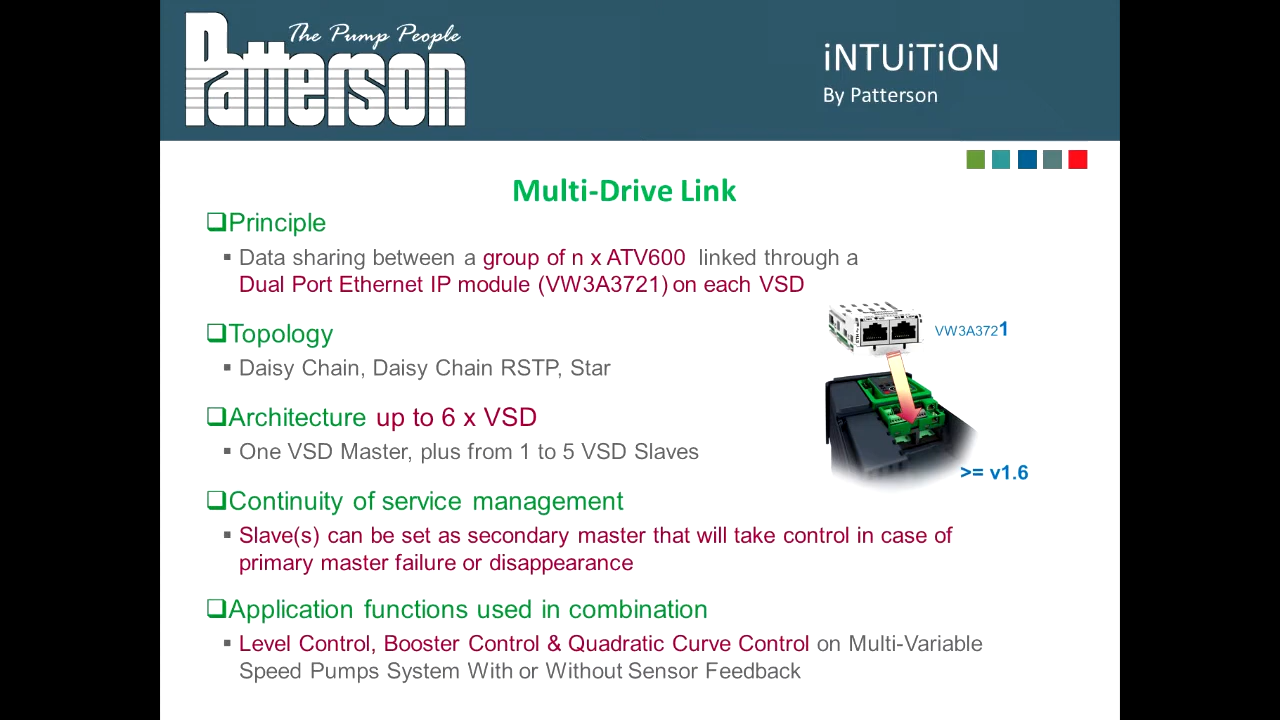 The Pump People
Patterson
iNTUiTiON
By Patterson
Multi-Drive Link
❑Principle
▪ Data sharing between a group of n x ATV600 linked through a
Dual Port Ethernet IP module (VW3A3721) on each VSD
VW3A3721
❑Topology
▪ Daisy Chain, Daisy Chain RSTP, Star
❑Architecture up to 6 x VSD
▪ One VSD Master, plus from 1 to 5 VSD Slaves
>= v1.6
❑Continuity of service management
▪ Slave(s) can be set as secondary master that will take control in case of
primary master failure or disappearance
❑Application functions used in combination
▪ Level Control, Booster Control & Quadratic Curve Control on Multi-Variable
Speed Pumps System With or Without Sensor Feedback